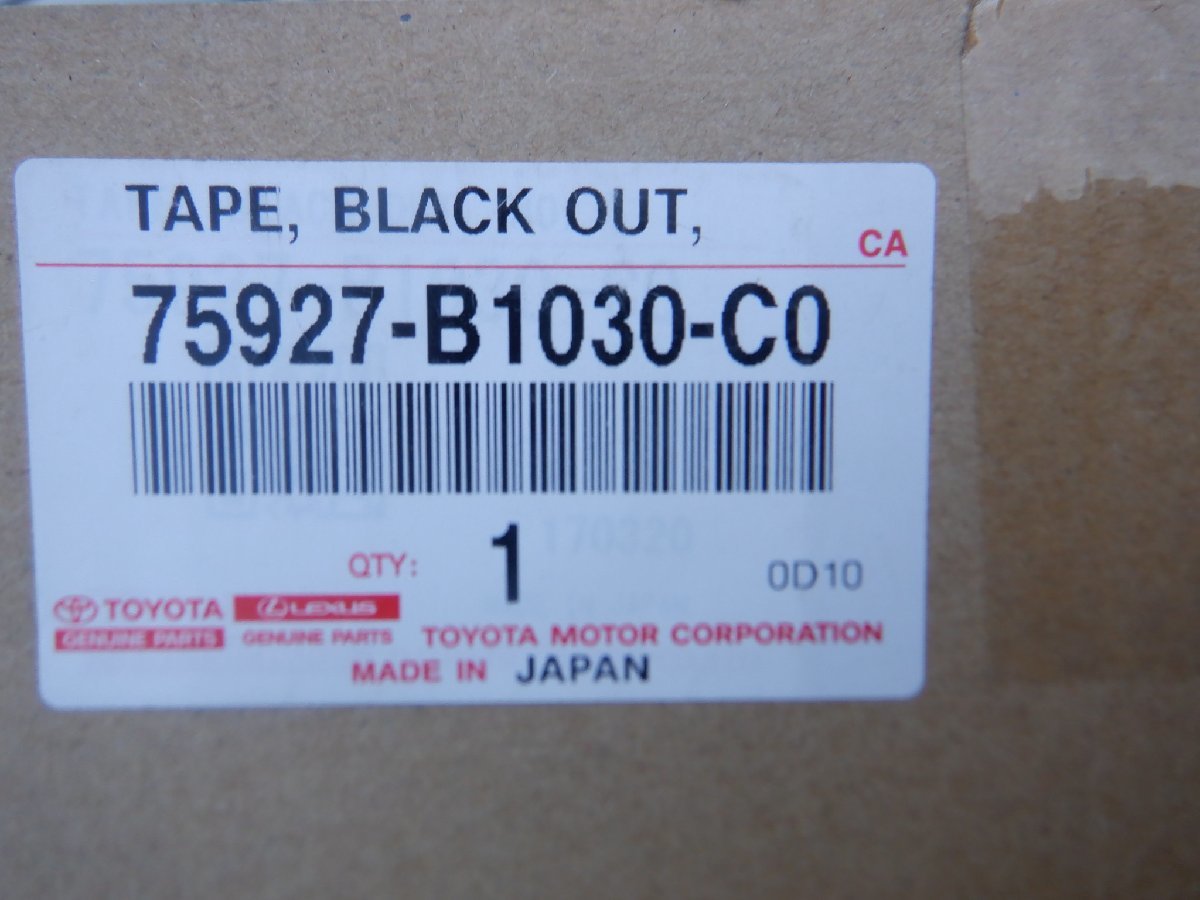 TAPE, BLACK OUT,
CA
75927-B1030-C0
170320
QTY: 1 0D10
TOYOTA LEXUS
GENUINE PARTS GENUINE PARTS TOYOTA MOTOR CORPORATION
MADE IN JAPAN